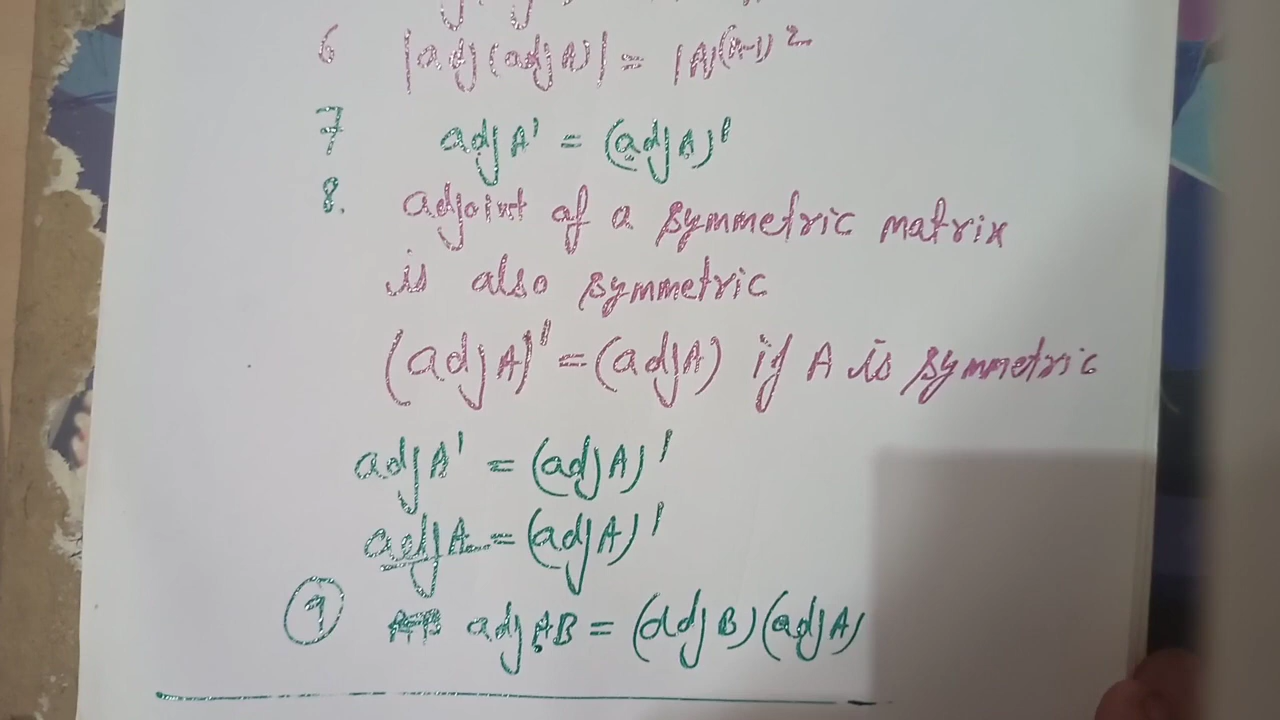 6 |adj(adjA)| = |A|^(n-1)^2
7 adj A' = (adjA)'
8. adjoint of a symmetric matrix
is also symmetric
(adjA)' = (adjA) if A is symmetric
adjA' = (adjA)'
adjA = (adjA)'
9 adjAB = (adjB)(adjA)